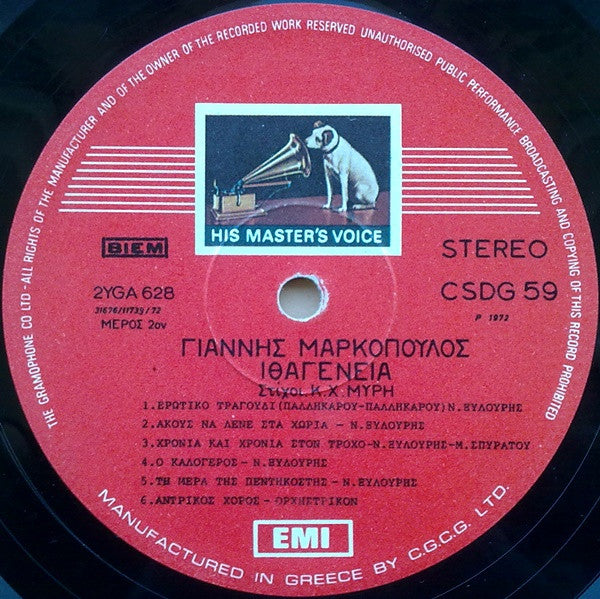 THE GRAMOPHONE CO LTD - ALL RIGHTS OF THE MANUFACTURER AND OF THE OWNER OF THE RECORDED WORK RESERVED UNAUTHORISED PUBLIC PERFORMANCE BROADCASTING AND COPYING OF THIS RECORD PROHIBITED
HIS MASTER'S VOICE
BIEM
STEREO
2YGA 628
CSDG 59
31676/11739/72
P 1972
ΜΕΡΟΣ 2ον
ΓΙΑΝΝΗΣ ΜΑΡΚΟΠΟΥΛΟΣ
ΙΘΑΓΕΝΕΙΑ
Στίχοι Κ.Χ. ΜΥΡΗ
1. ΕΡΩΤΙΚΟ ΤΡΑΓΟΥΔΙ (ΠΑΛΛΗΚΑΡΟΥ-ΠΑΛΛΗΚΑΡΟΥ) Ν. ΞΥΛΟΥΡΗΣ
2. ΑΚΟΥΣ ΝΑ ΛΕΝΕ ΣΤΑ ΧΩΡΙΑ - Ν. ΞΥΛΟΥΡΗΣ
3. ΧΡΟΝΙΑ ΚΑΙ ΧΡΟΝΙΑ ΣΤΟΝ ΤΡΟΧΟ-Ν. ΞΥΛΟΥΡΗΣ-Μ. ΣΠΥΡΑΤΟΥ
4. Ο ΚΑΛΟΓΕΡΟΣ - Ν. ΞΥΛΟΥΡΗΣ
5. ΤΗ ΜΕΡΑ ΤΗΣ ΠΕΝΤΗΚΟΣΤΗΣ - Ν. ΞΥΛΟΥΡΗΣ
6. ΑΝΤΡΙΚΟΣ ΧΟΡΟΣ - ΟΡΧΗΣΤΡΙΚΟΝ
EMI
MANUFACTURED IN GREECE BY C.G.C.G. LTD.